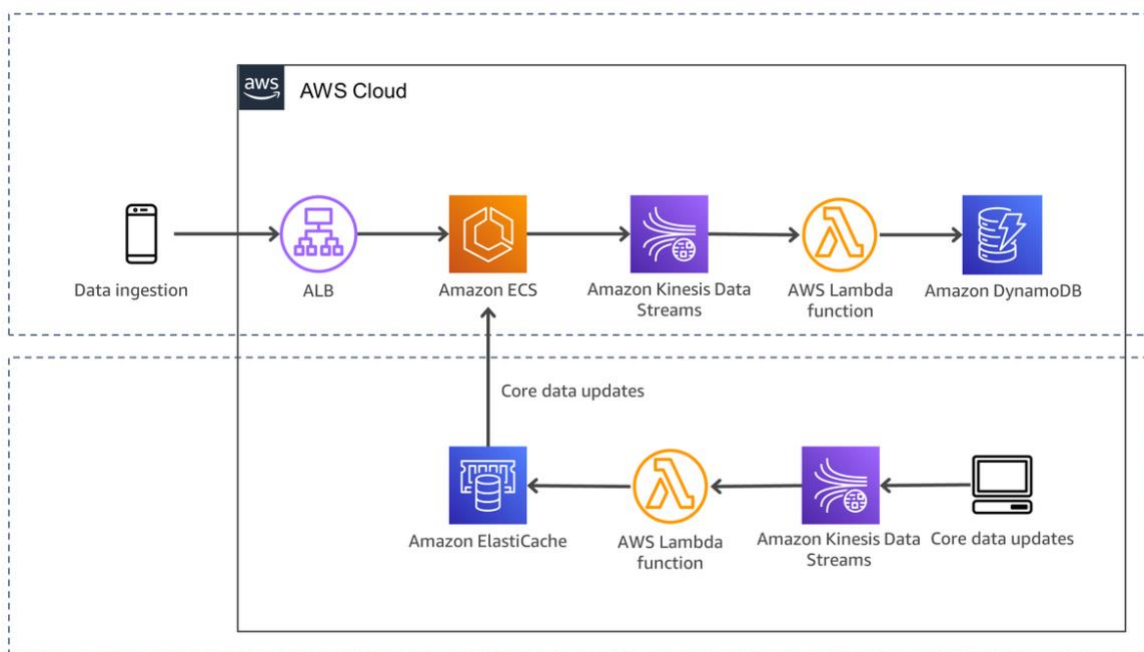 aws
AWS Cloud
Data ingestion
ALB
Amazon ECS
Amazon Kinesis Data
Streams
AWS Lambda
function
Amazon DynamoDB
Core data updates
Amazon ElastiCache
AWS Lambda
function
Amazon Kinesis Data
Streams
Core data updates